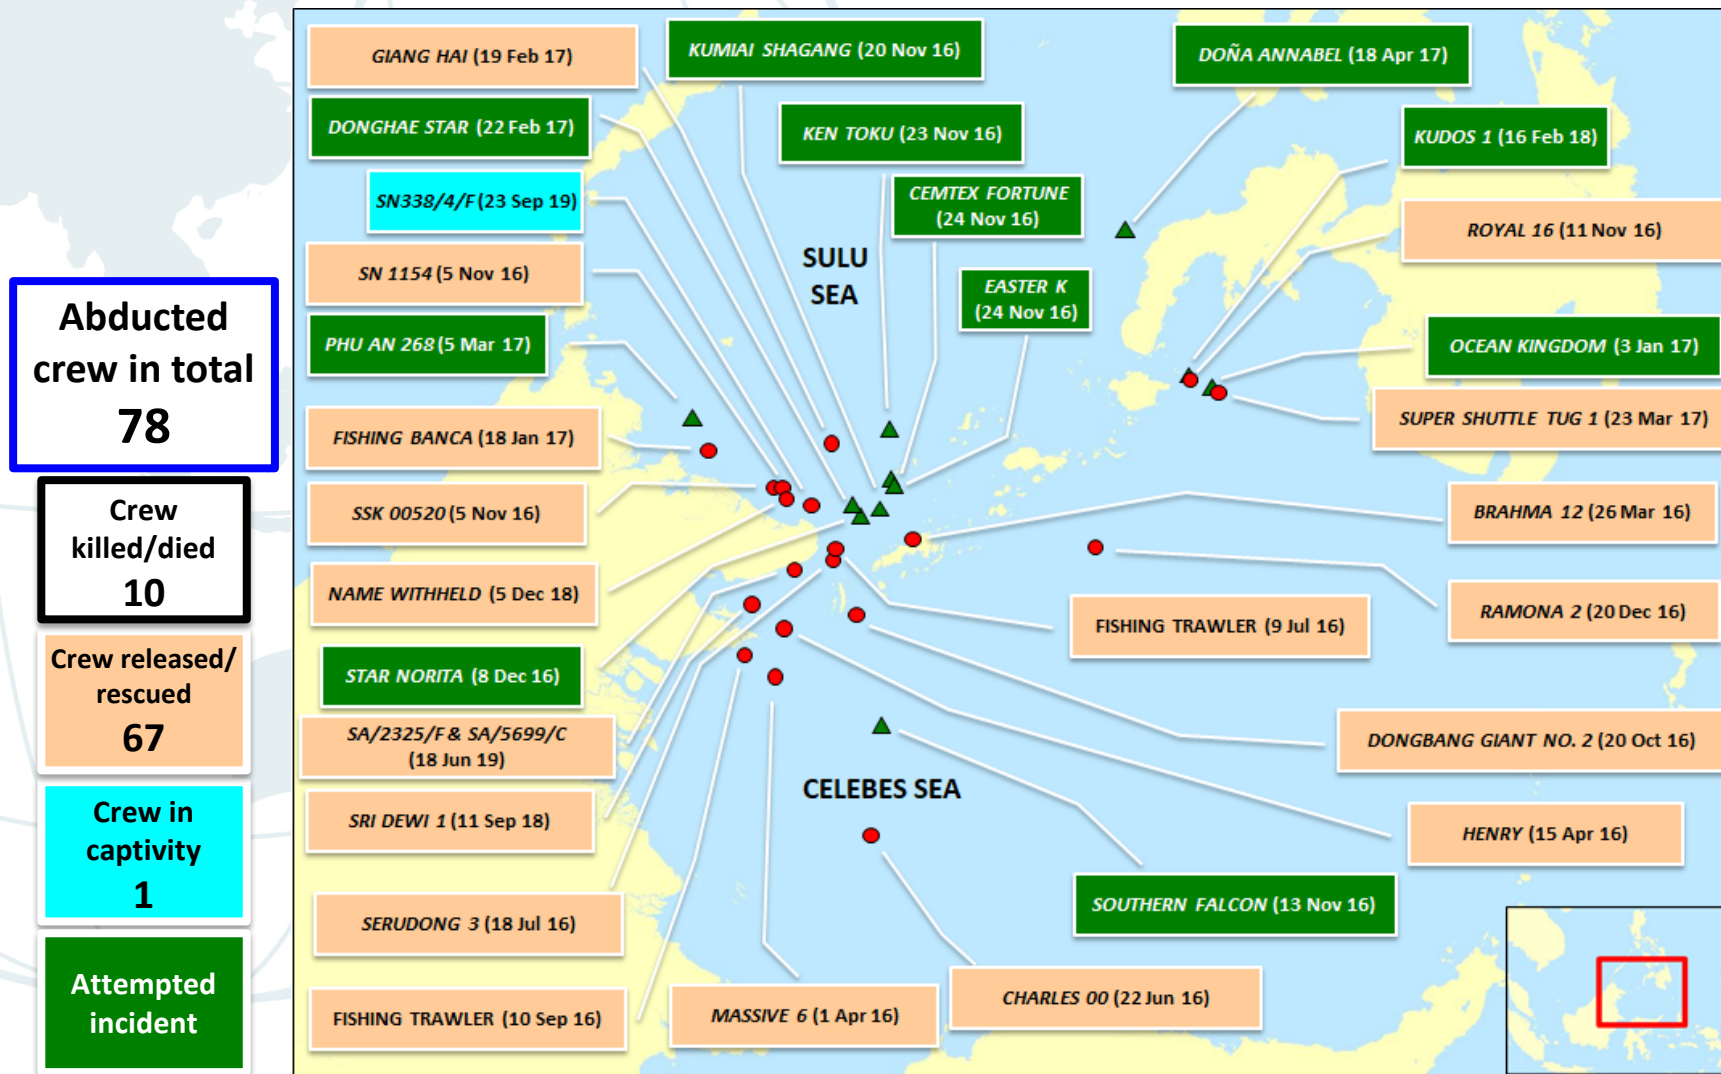 Abducted
crew in total
78
Crew
killed/died
10
Crew released/
rescued
67
Crew in
captivity
1
Attempted
incident
GIANG HAI (19 Feb 17)
DONGHAE STAR (22 Feb 17)
SN338/4/F (23 Sep 19)
SN 1154 (5 Nov 16)
PHU AN 268 (5 Mar 17)
FISHING BANCA (18 Jan 17)
SSK 00520 (5 Nov 16)
NAME WITHHELD (5 Dec 18)
STAR NORITA (8 Dec 16)
SA/2325/F & SA/5699/C
(18 Jun 19)
SRI DEWI 1 (11 Sep 18)
SERUDONG 3 (18 Jul 16)
FISHING TRAWLER (10 Sep 16)
KUMIAI SHAGANG (20 Nov 16)
KEN TOKU (23 Nov 16)
CEMTEX FORTUNE
(24 Nov 16)
SULU
SEA
EASTER K
(24 Nov 16)
DOÑA ANNABEL (18 Apr 17)
KUDOS 1 (16 Feb 18)
ROYAL 16 (11 Nov 16)
OCEAN KINGDOM (3 Jan 17)
SUPER SHUTTLE TUG 1 (23 Mar 17)
BRAHMA 12 (26 Mar 16)
RAMONA 2 (20 Dec 16)
FISHING TRAWLER (9 Jul 16)
DONGBANG GIANT NO. 2 (20 Oct 16)
CELEBES SEA
HENRY (15 Apr 16)
SOUTHERN FALCON (13 Nov 16)
CHARLES 00 (22 Jun 16)
MASSIVE 6 (1 Apr 16)